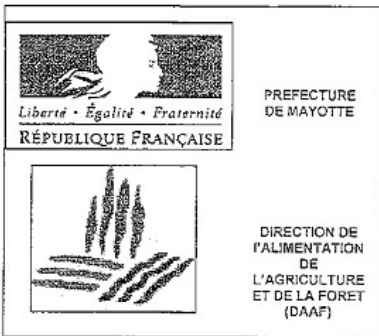 Liberté • Égalité • Fraternité
RÉPUBLIQUE FRANÇAISE
PREFECTURE
DE MAYOTTE
DIRECTION DE
l'ALIMENTATION
DE
L'AGRICULTURE
ET DE LA FORET
(DAAF)